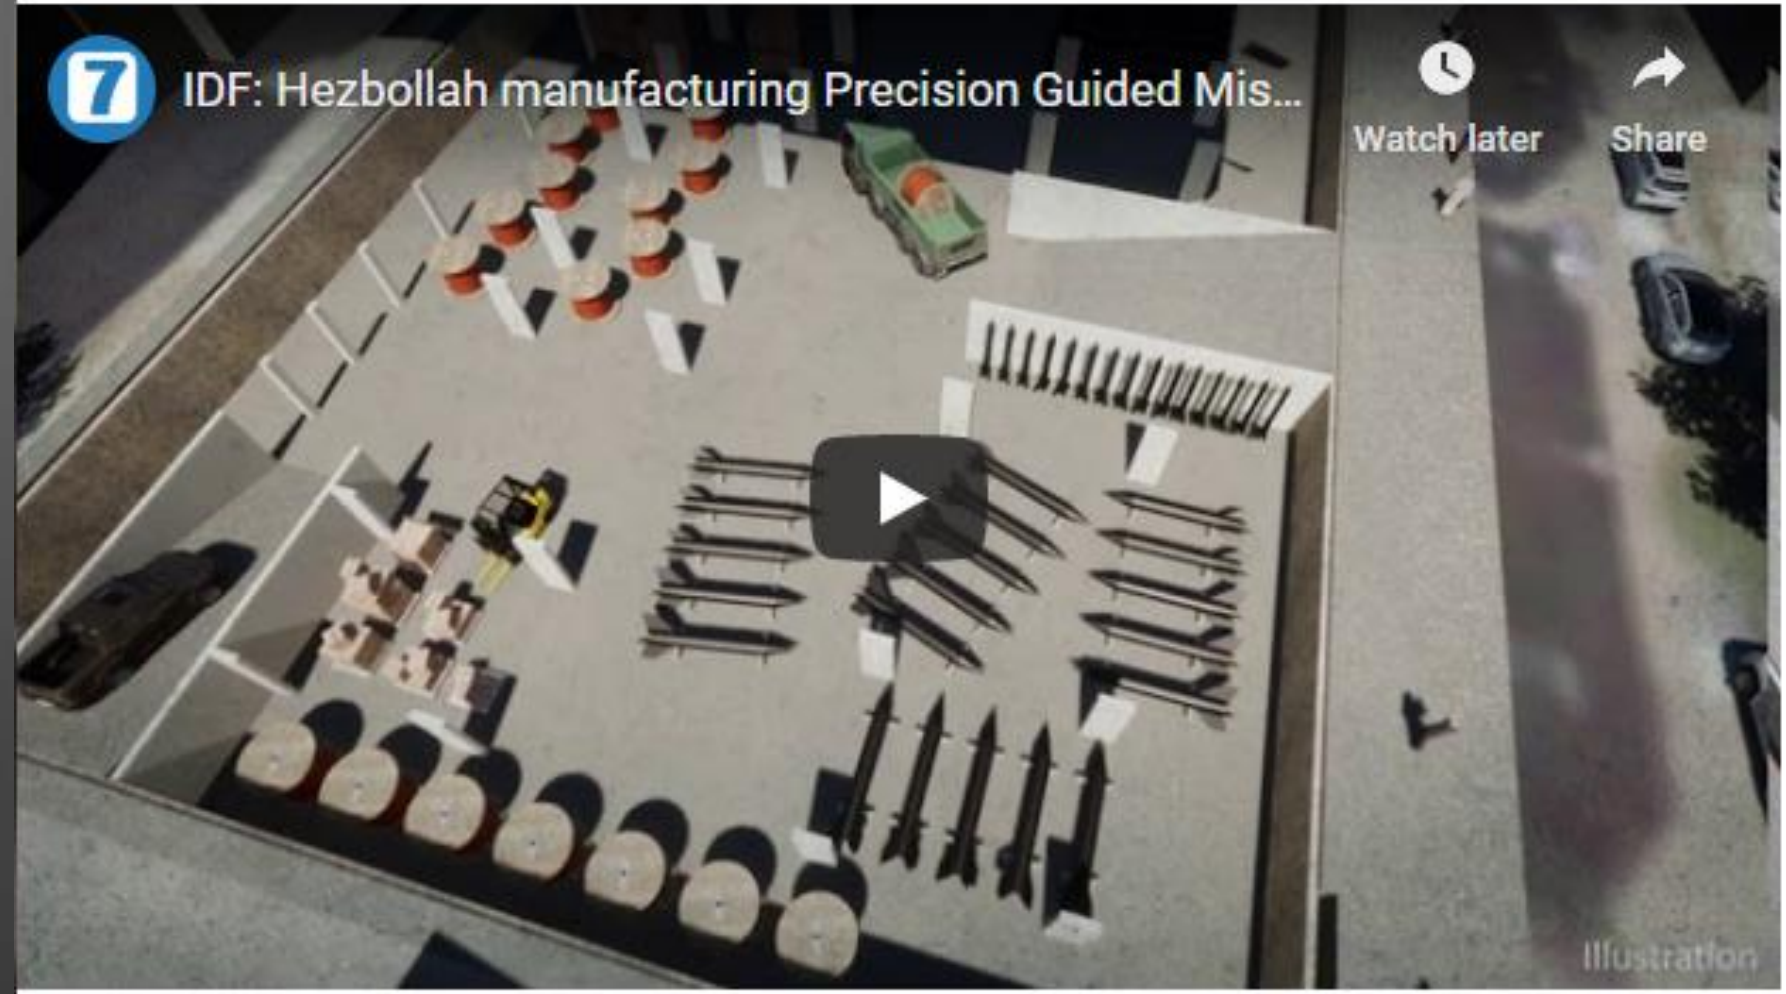 7 IDF: Hezbollah manufacturing Precision Guided Mis...
Watch later
Share
Illustration